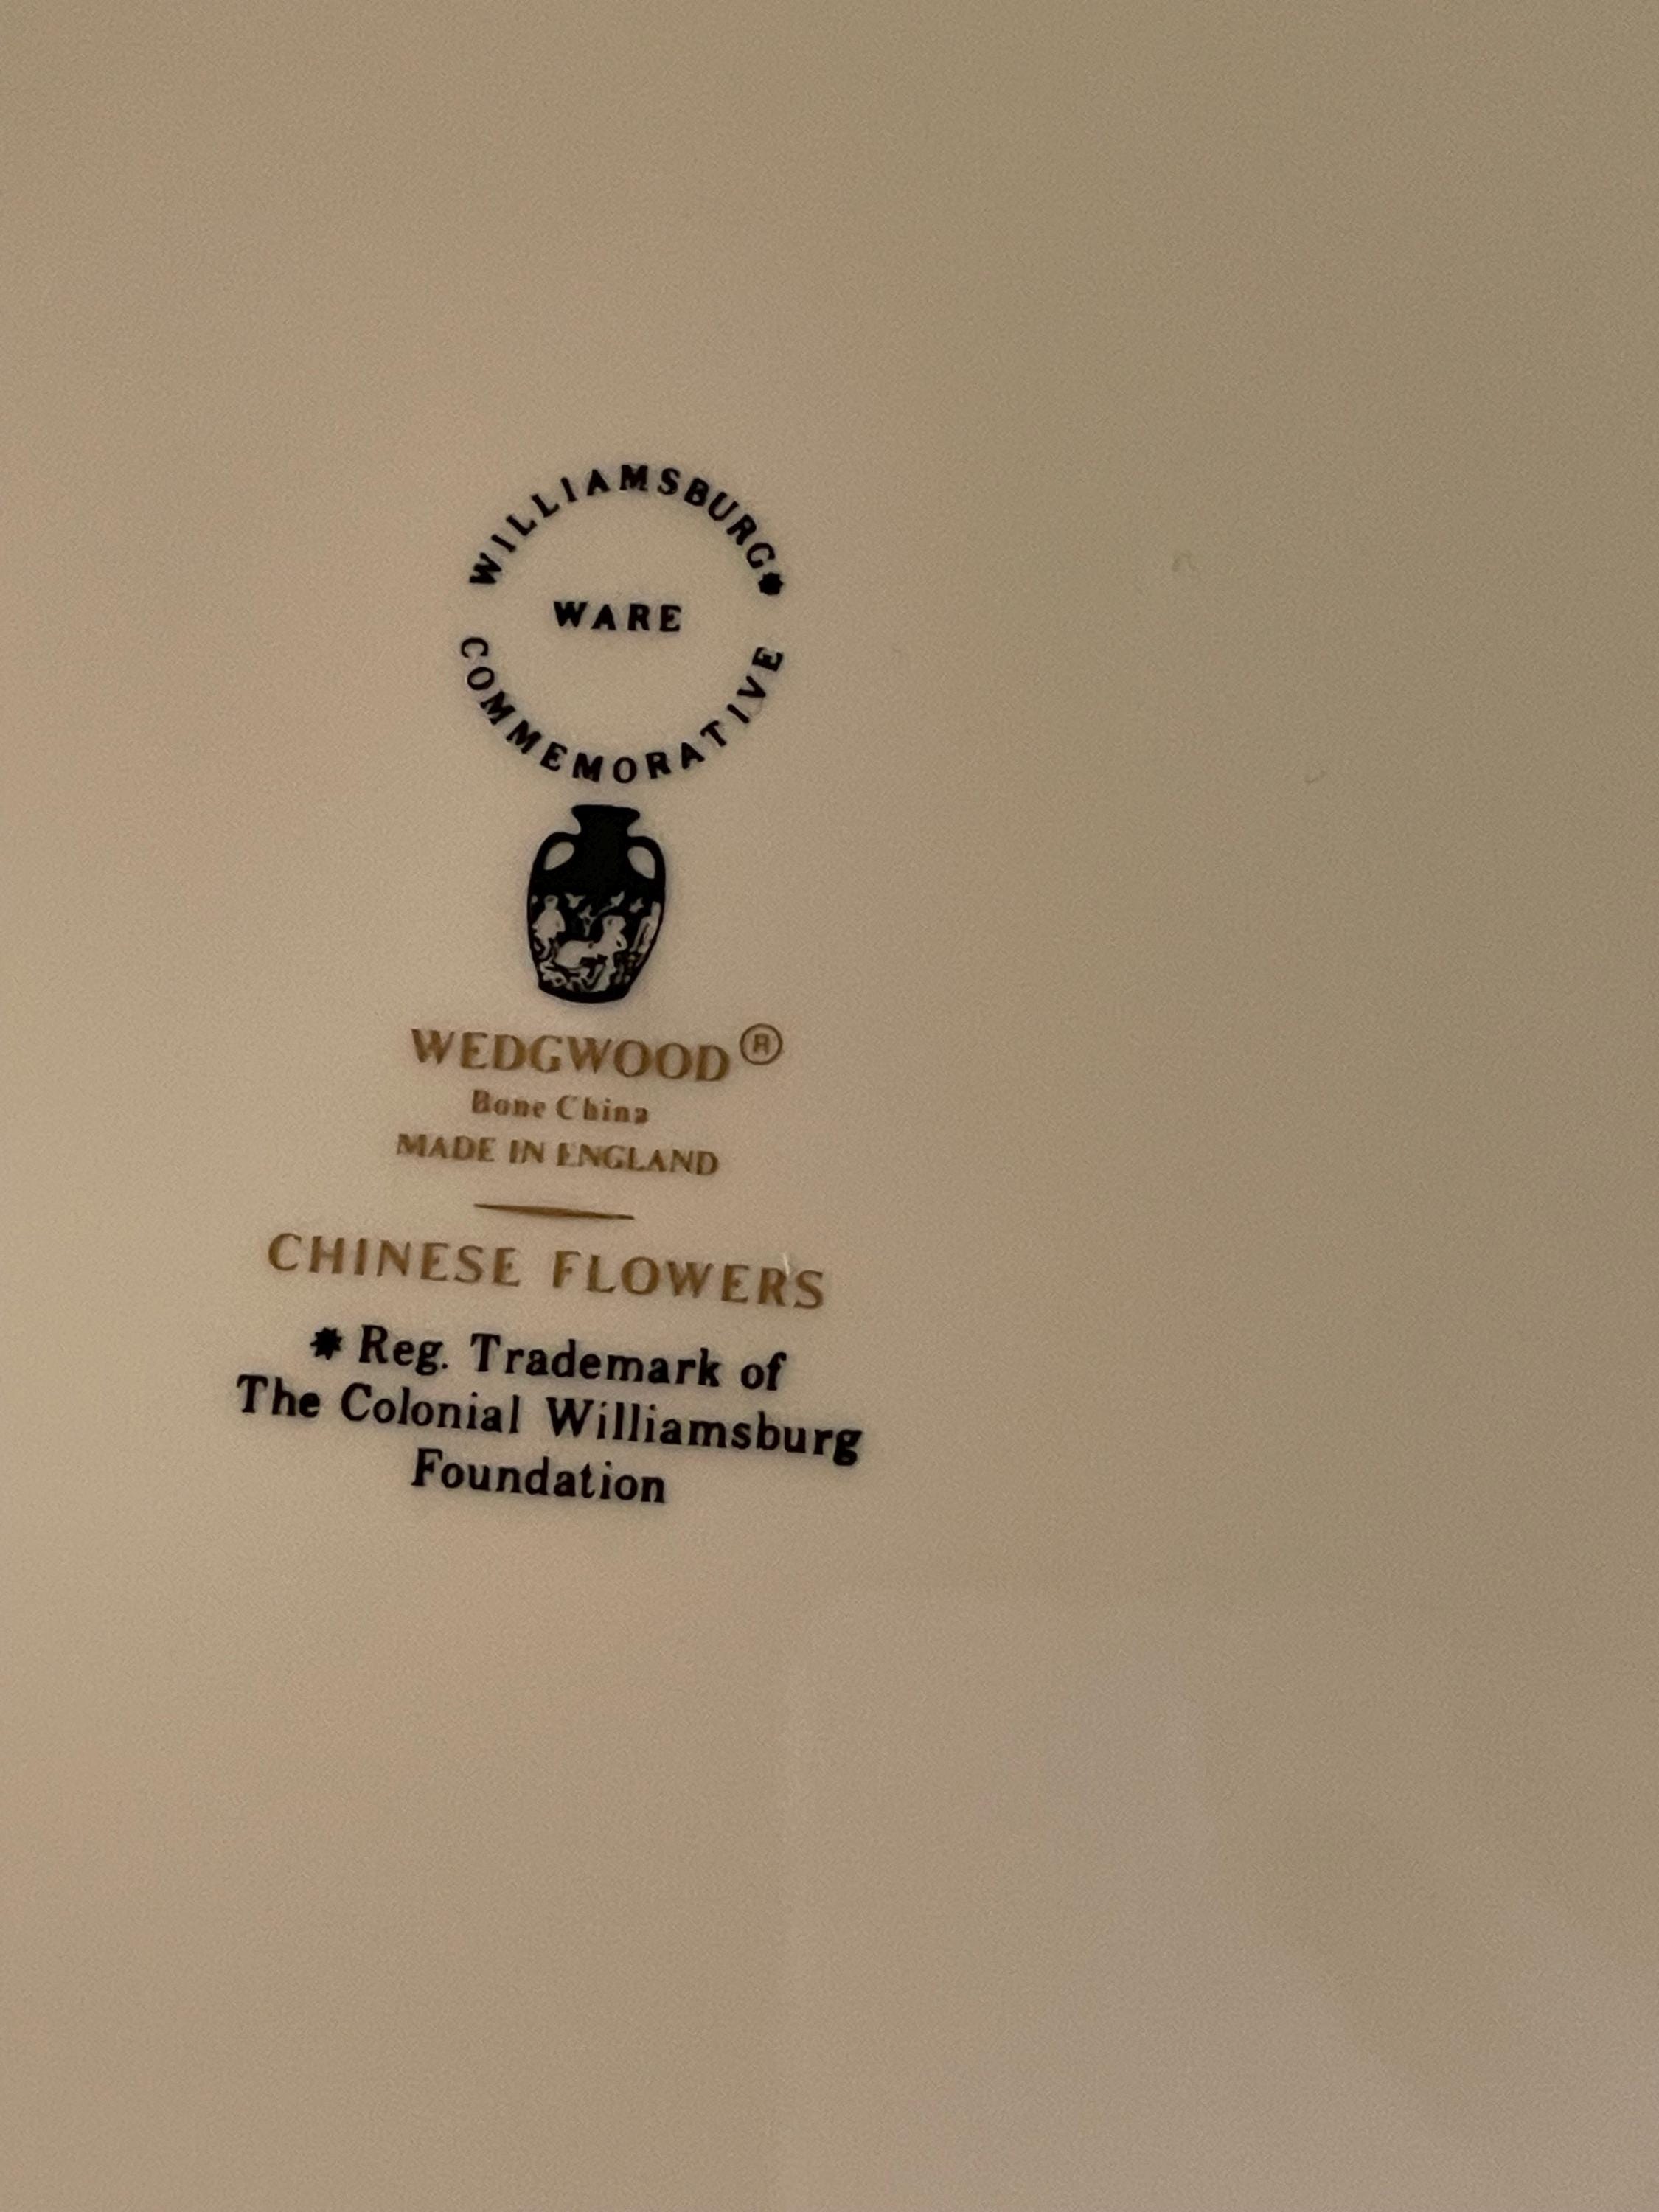 WILLIAMSBURG*
WARE
COMMEMORATIVE
WEDGWOOD®
Bone China
MADE IN ENGLAND
CHINESE FLOWERS
* Reg. Trademark of
The Colonial Williamsburg
Foundation